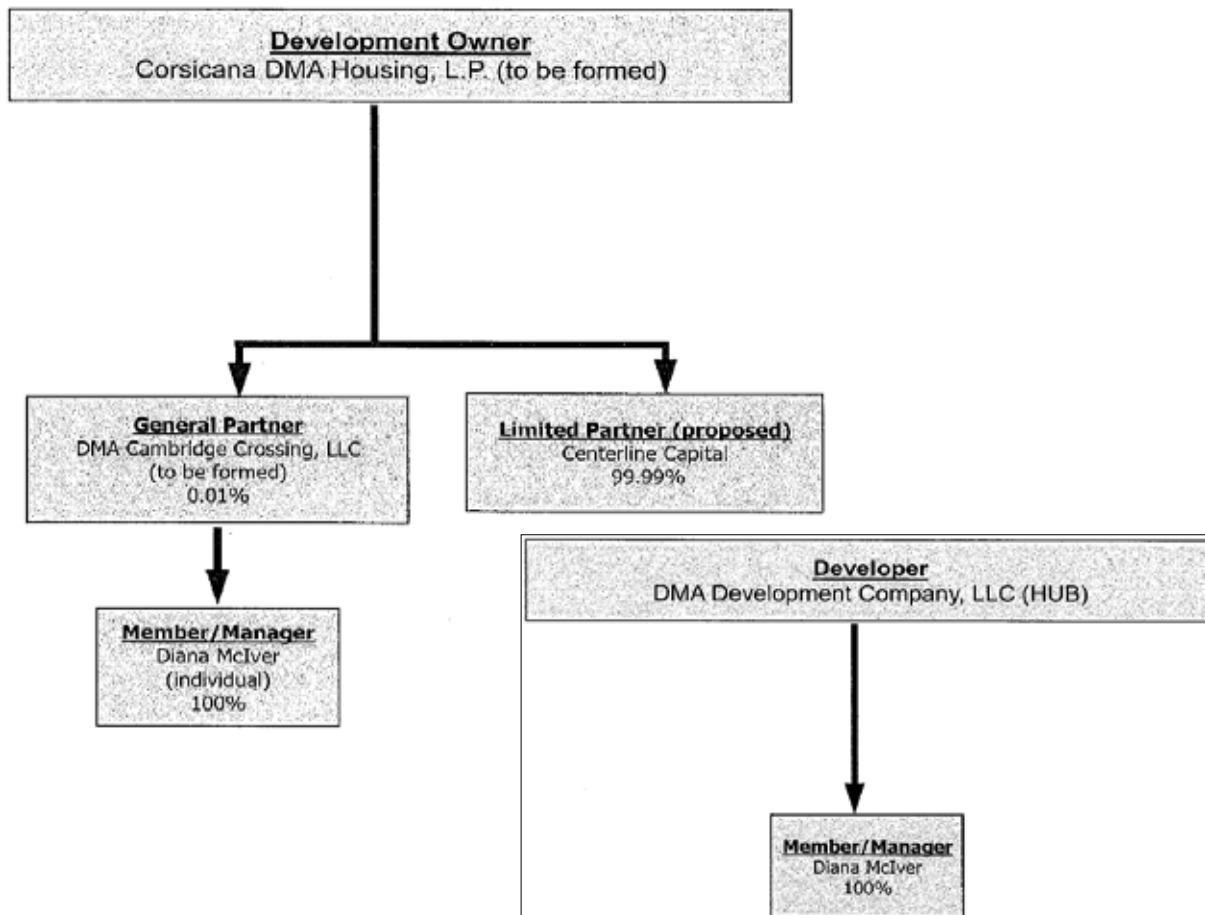 Development Owner
Corsicana DMA Housing, L.P. (to be formed)
General Partner
DMA Cambridge Crossing, LLC
(to be formed)
0.01%
Limited Partner (proposed)
Centerline Capital
99.99%
Member/Manager
Diana McIver
(individual)
100%
Developer
DMA Development Company, LLC (HUB)
Member/Manager
Diana McIver
100%